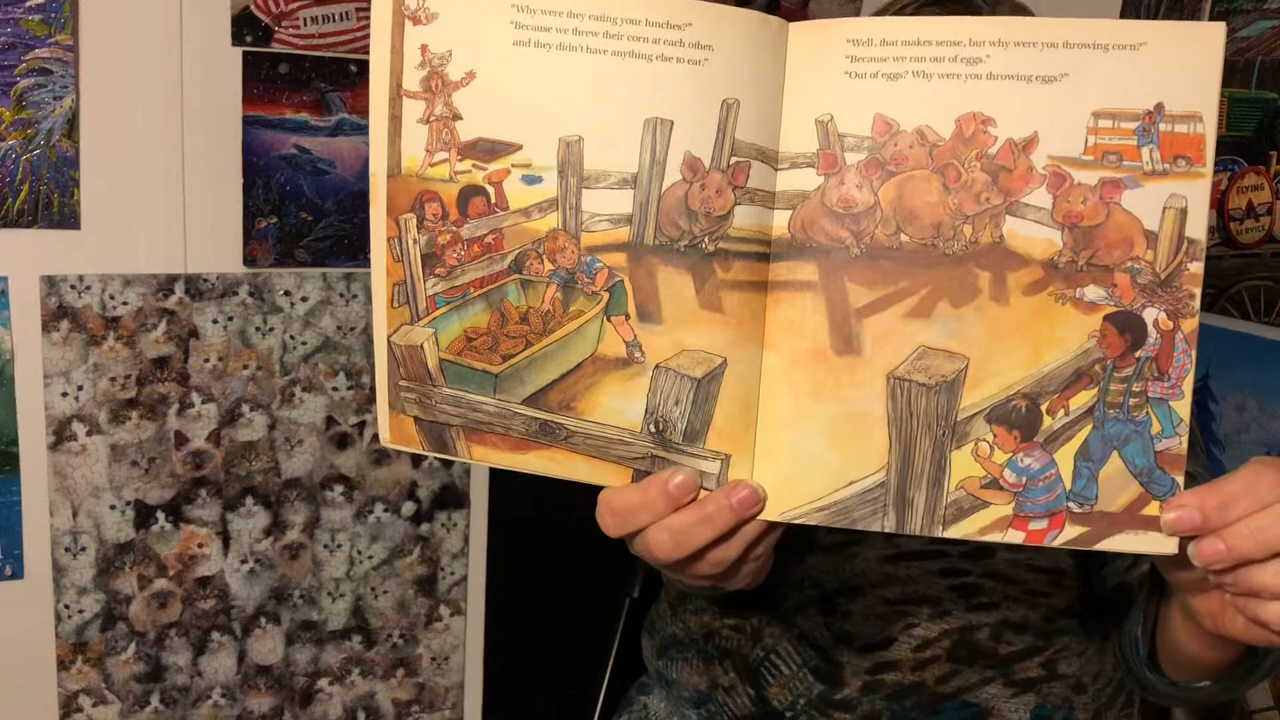 IMDI4U
"Why were they eating your lunches?"
"Because we threw their corn at each other,
and they didn't have anything else to eat."
"Well, that makes sense, but why were you throwing corn?"
"Because we ran out of eggs."
"Out of eggs? Why were you throwing eggs?"
FLYING
SERVICE